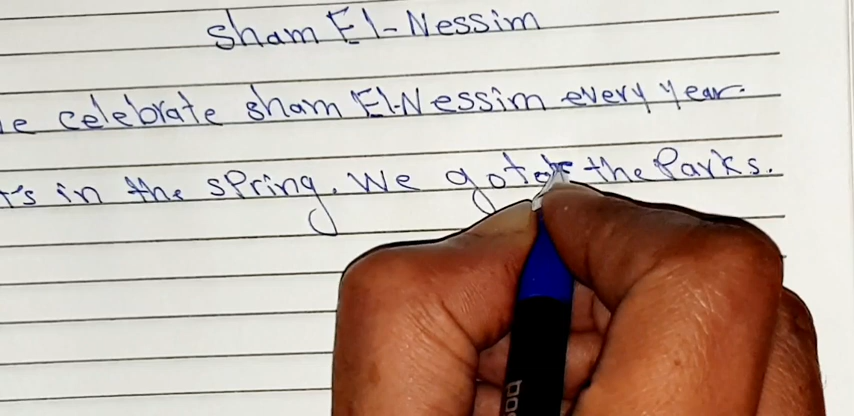 Sham El-Nessim
e celebrate sham El-Nessim every year.
t's in the spring. We go to the Parks.